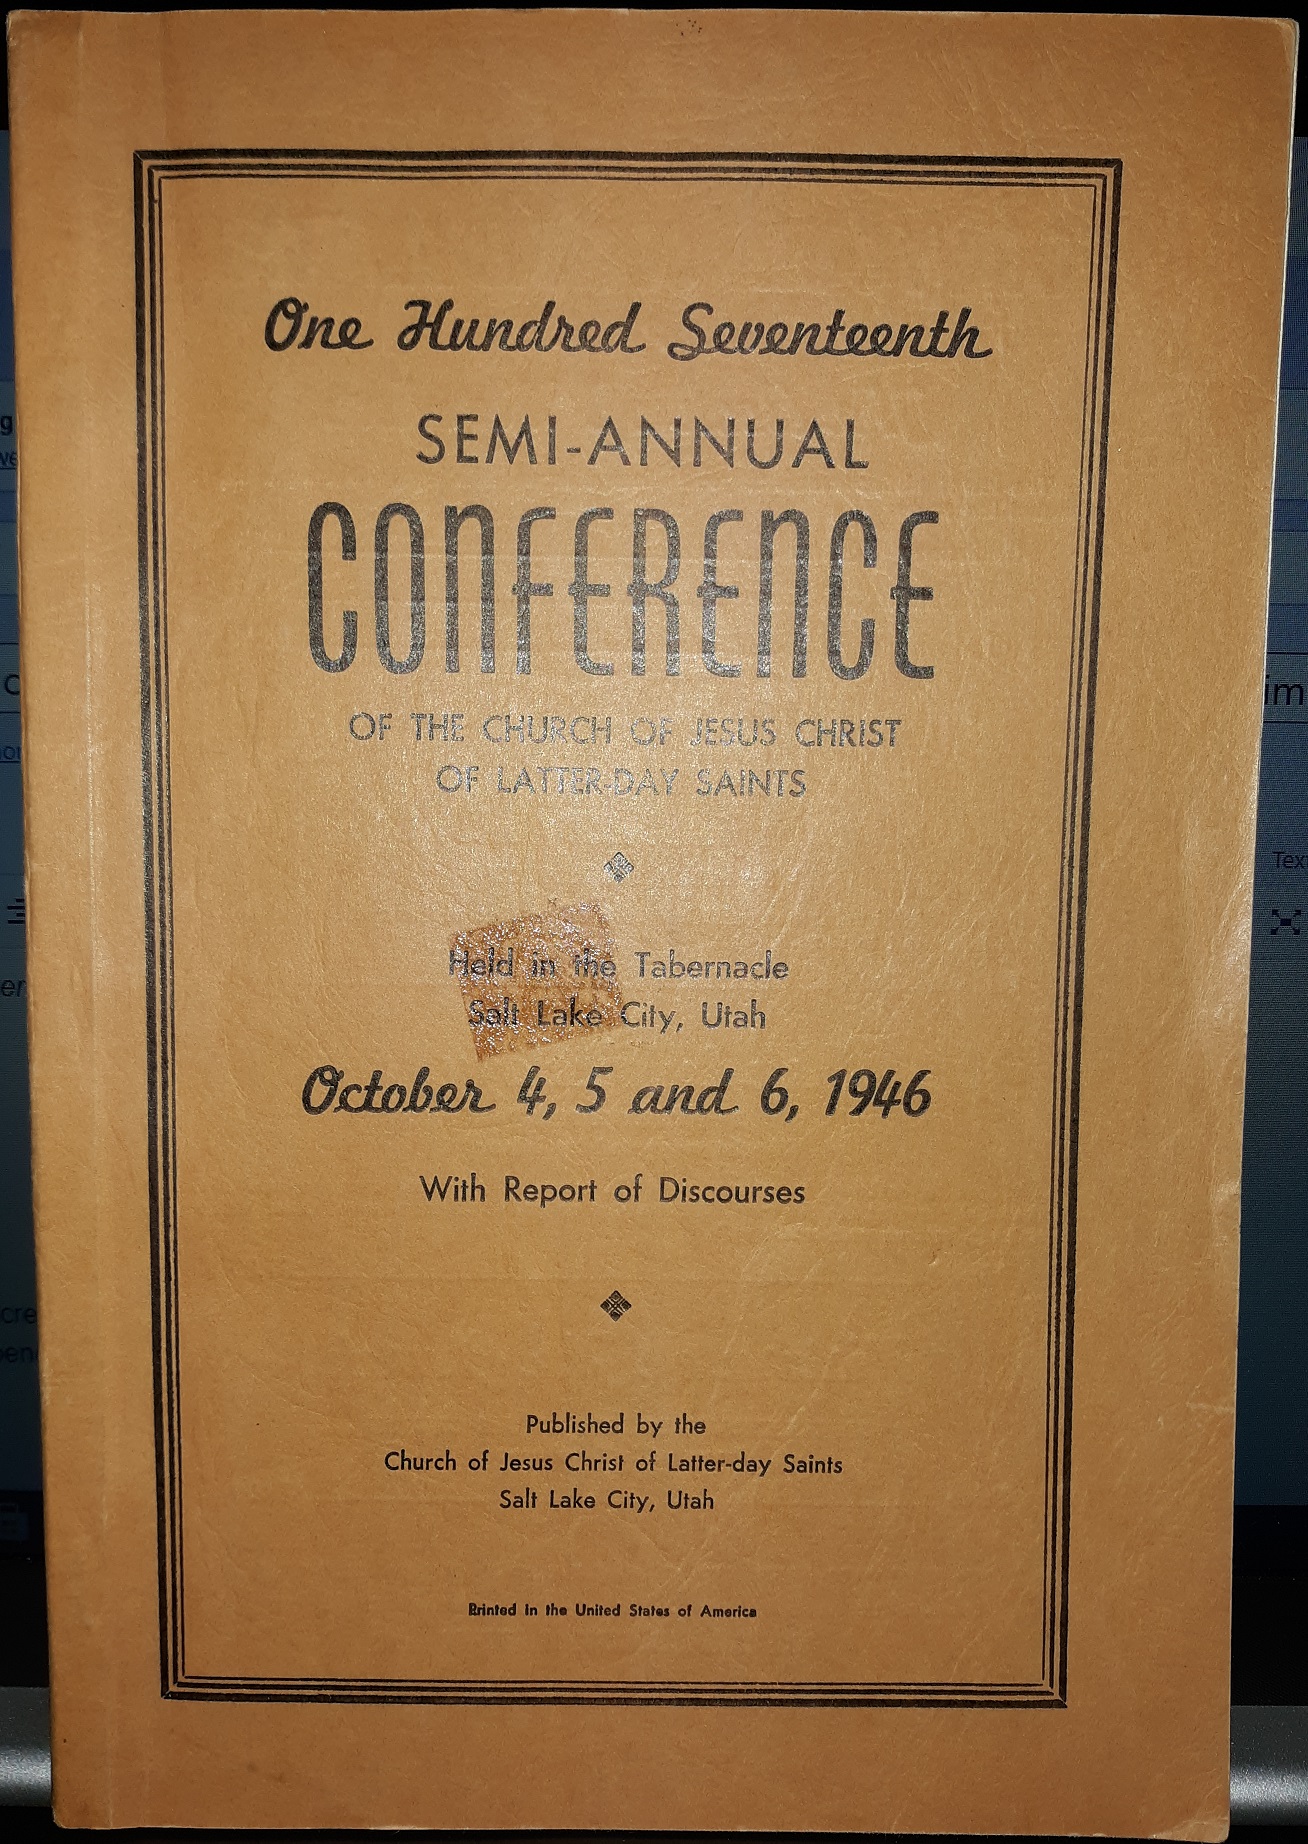 One Hundred Seventeenth
SEMI-ANNUAL
CONFERENCE
OF THE CHURCH OF JESUS CHRIST
OF LATTER-DAY SAINTS
Held in the Tabernacle
Salt Lake City, Utah
October 4, 5 and 6, 1946
With Report of Discourses
Published by the
Church of Jesus Christ of Latter-day Saints
Salt Lake City, Utah
Printed in the United States of America